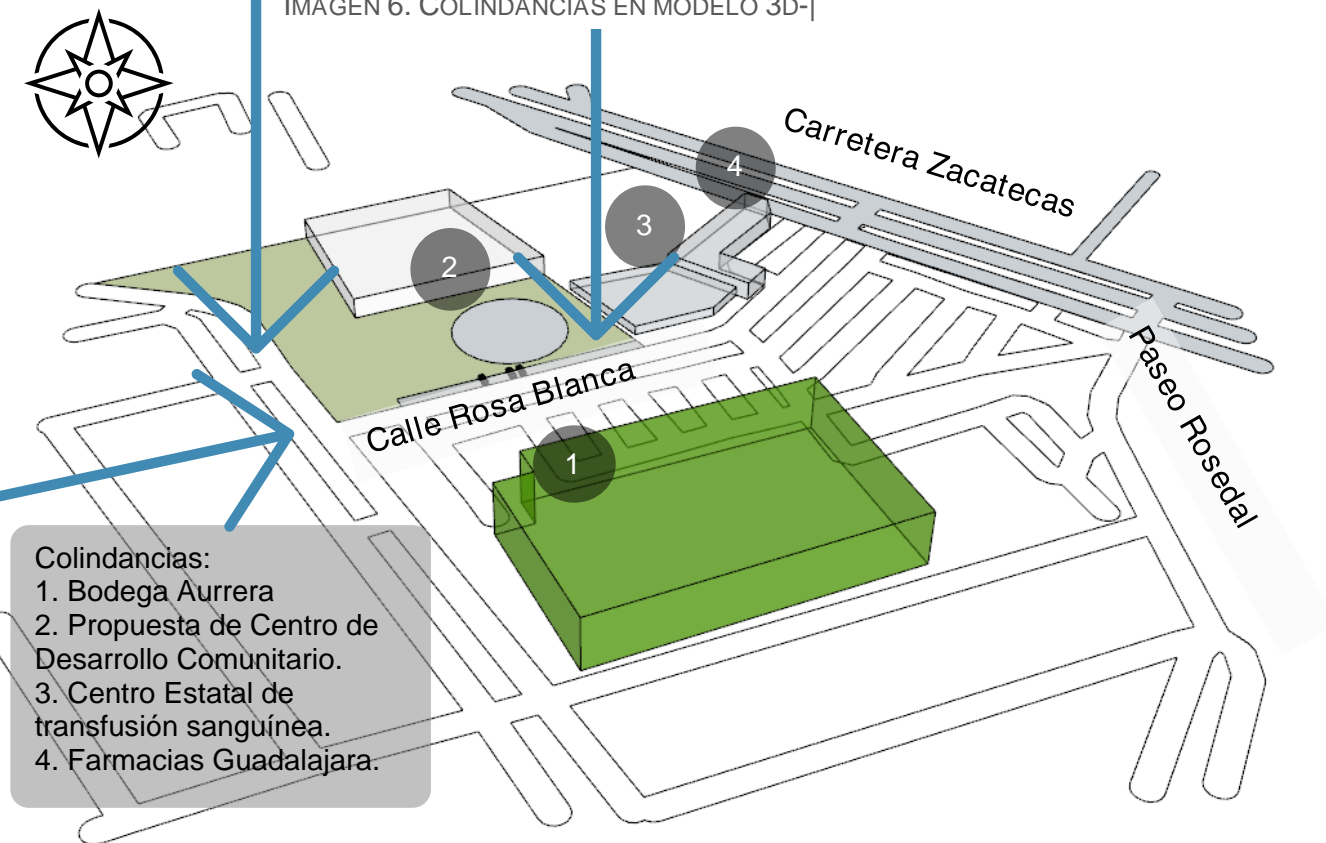 IMAGEN 6. COLINDANCIAS EN MODELO 3D-|
Carretera Zacatecas
4
3
2
Paseo Rosedal
Calle Rosa Blanca
1
Colindancias:
1. Bodega Aurrera
2. Propuesta de Centro de
Desarrollo Comunitario.
3. Centro Estatal de
transfusión sanguínea.
4. Farmacias Guadalajara.